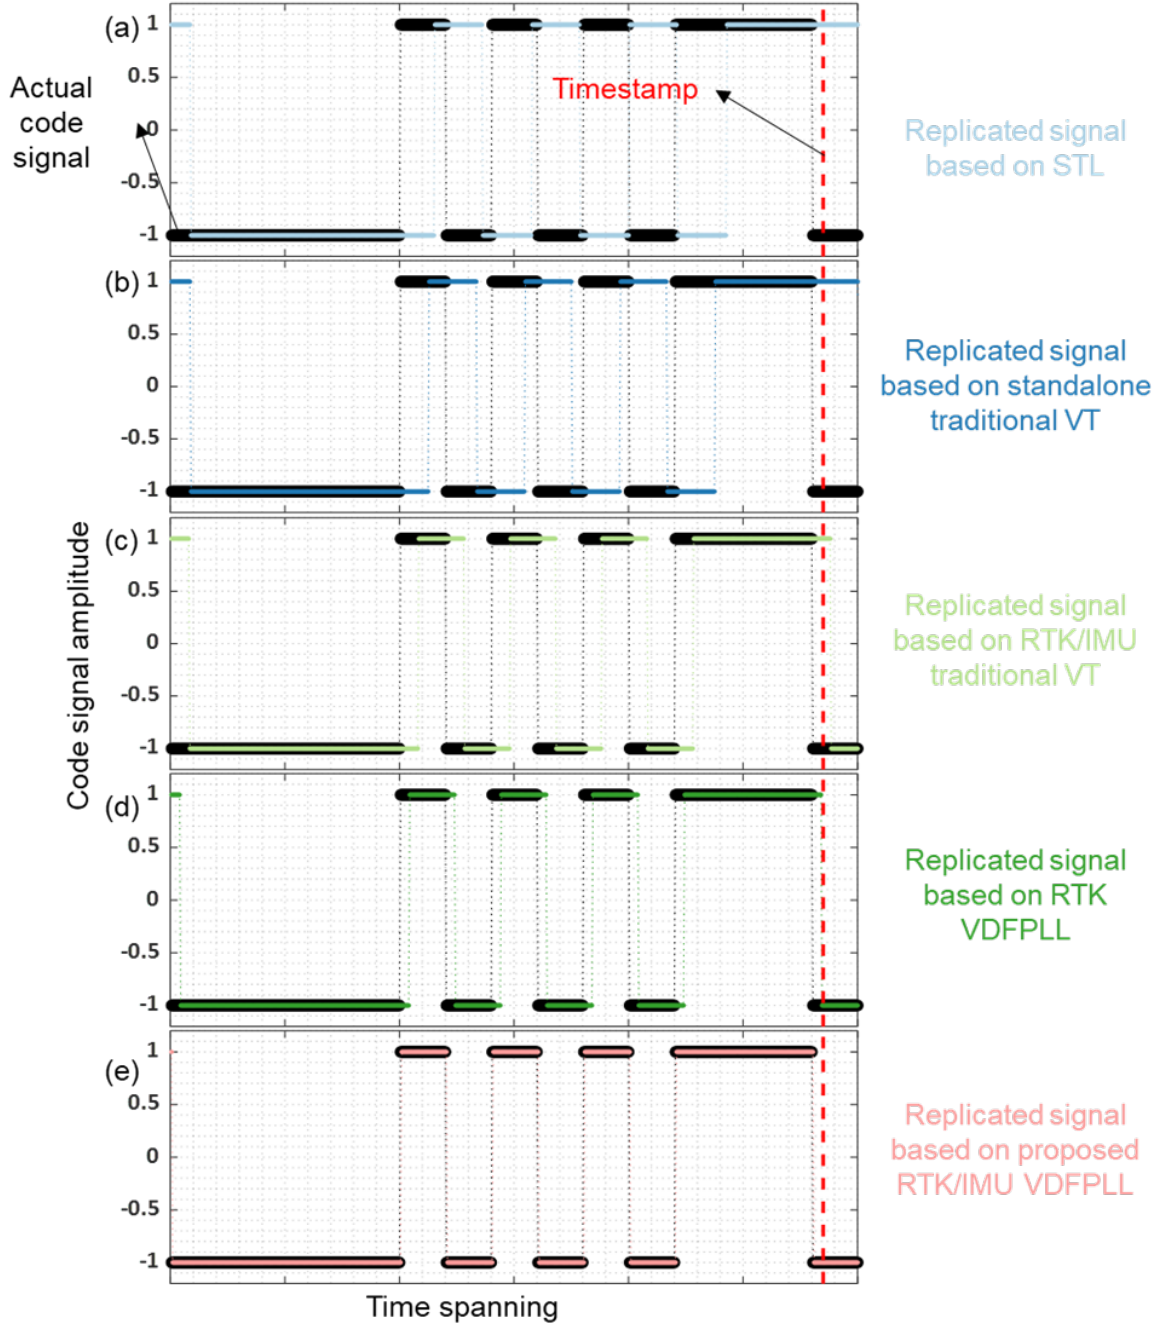 (a)
1
0.5
0
-0.5
-1
Actual
code
signal
Timestamp
Replicated signal
based on STL
(b)
1
0.5
0
-0.5
-1
Replicated signal
based on standalone
traditional VT
(c)
1
0.5
0
-0.5
-1
Replicated signal
based on RTK/IMU
traditional VT
Code signal amplitude
(d)
1
0.5
0
-0.5
-1
Replicated signal
based on RTK
VDFPLL
(e)
1
0.5
0
-0.5
-1
Replicated signal
based on proposed
RTK/IMU VDFPLL
Time spanning